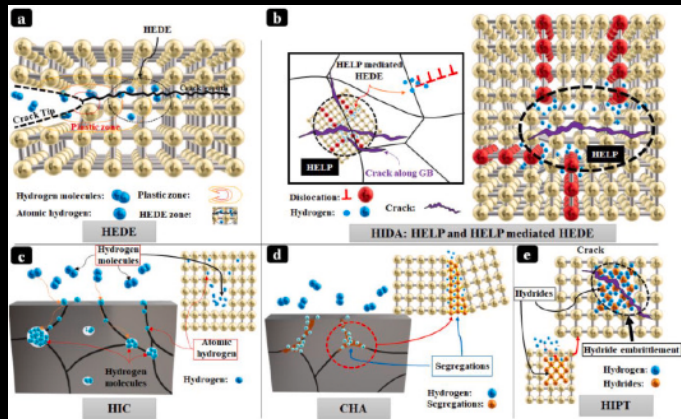 a
HEDE
Crack growth
Crack Tip
Plastic zone
Hydrogen molecules:
Plastic zone:
Atomic hydrogen:
HEDE zone:
HEDE
b
HELP mediated
HEDE
HELP
Crack along GB
HELP
Dislocation:
Hydrogen:
Crack:
HIDA: HELP and HELP mediated HEDE
c
Hydrogen
molecules
Atomic
hydrogen
Hydrogen
molecules
Hydrogen:
HIC
d
Segregations
Hydrogen:
Segregations:
CHA
e
Crack
Hydrides
Hydride embrittlement
Hydrogen:
Hydrides:
HIPT